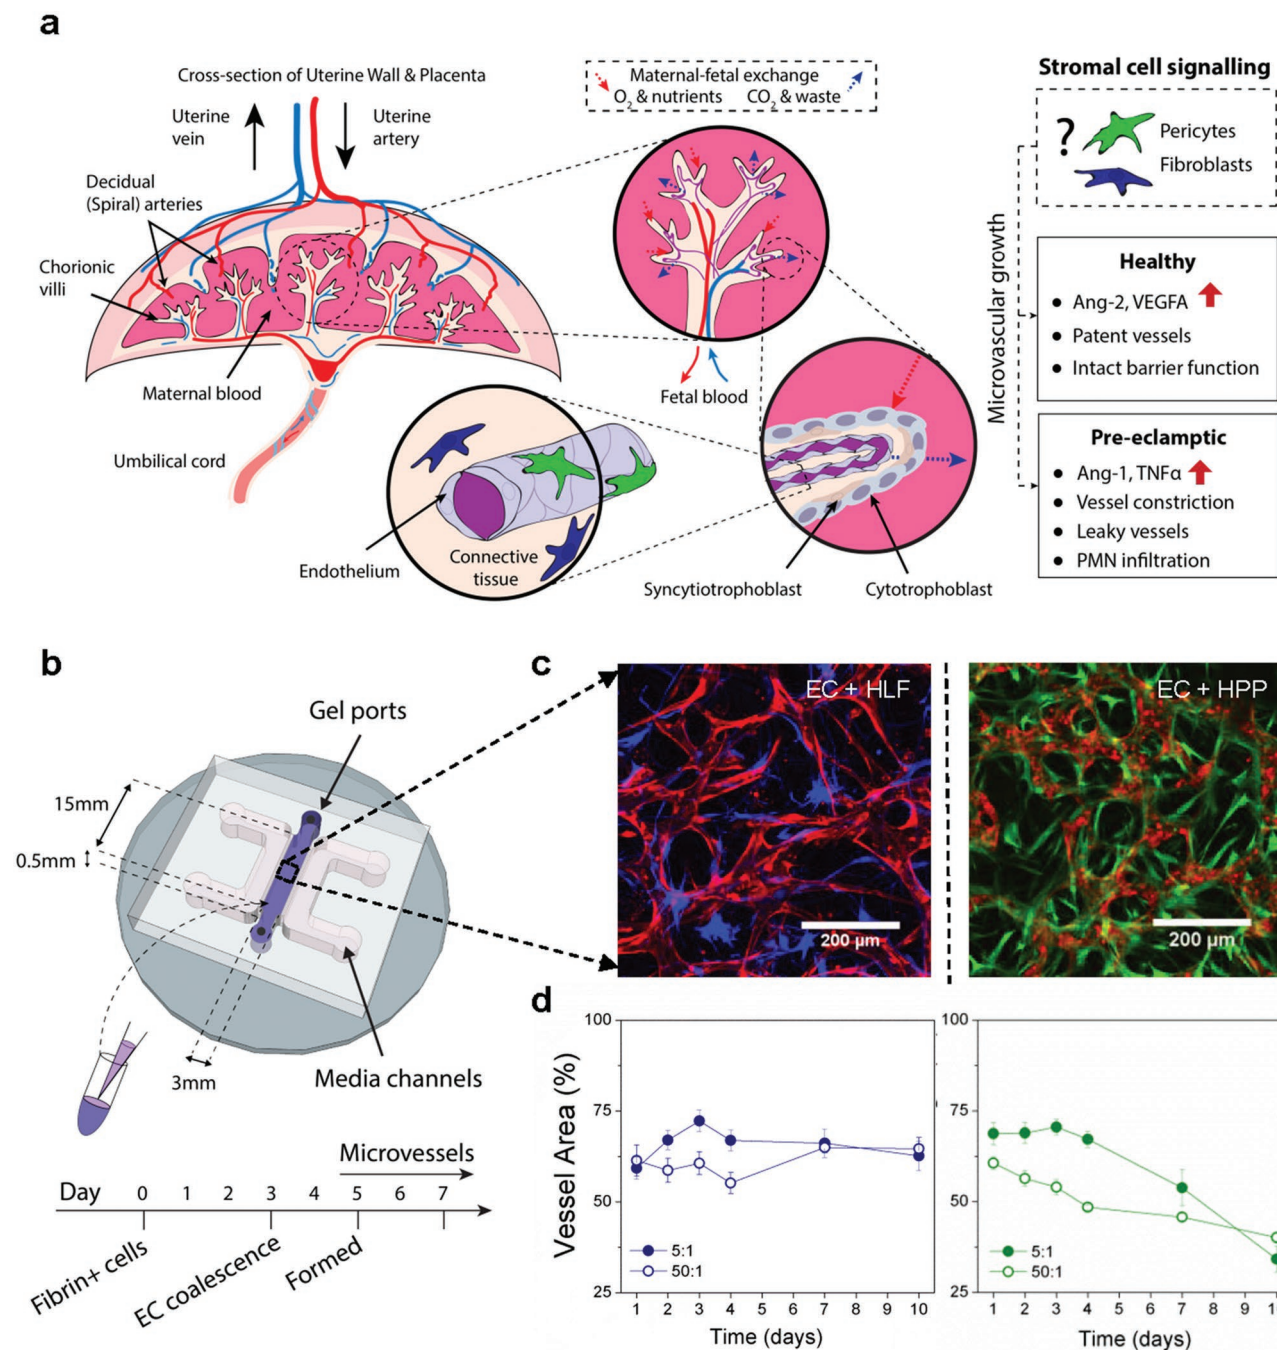 a
Cross-section of Uterine Wall & Placenta
Uterine
vein
Uterine
artery
Decidual
(Spiral) arteries
Chorionic
villi
Maternal blood
Umbilical cord
Maternal-fetal exchange
O2 & nutrients CO2 & waste
Fetal blood
Endothelium
Connective
tissue
Syncytiotrophoblast
Cytotrophoblast
Stromal cell signalling
?
Pericytes
Fibroblasts
Microvascular growth
Healthy
● Ang-2, VEGFA
● Patent vessels
● Intact barrier function
Pre-eclamptic
● Ang-1, TNFα
● Vessel constriction
● Leaky vessels
● PMN infiltration
b
Gel ports
15mm
0.5mm
3mm
Media channels
Microvessels
Day 0 1 2 3 4 5 6 7
Fibrin+ cells
EC coalescence
Formed
c
EC + HLF
200 µm
EC + HPP
200 µm
d
Vessel Area (%)
100
75
50
25
5:1
50:1
1 2 3 4 5 6 7 8 9 10
Time (days)
100
75
50
25
5:1
50:1
1 2 3 4 5 6 7 8 9 1
Time (days)